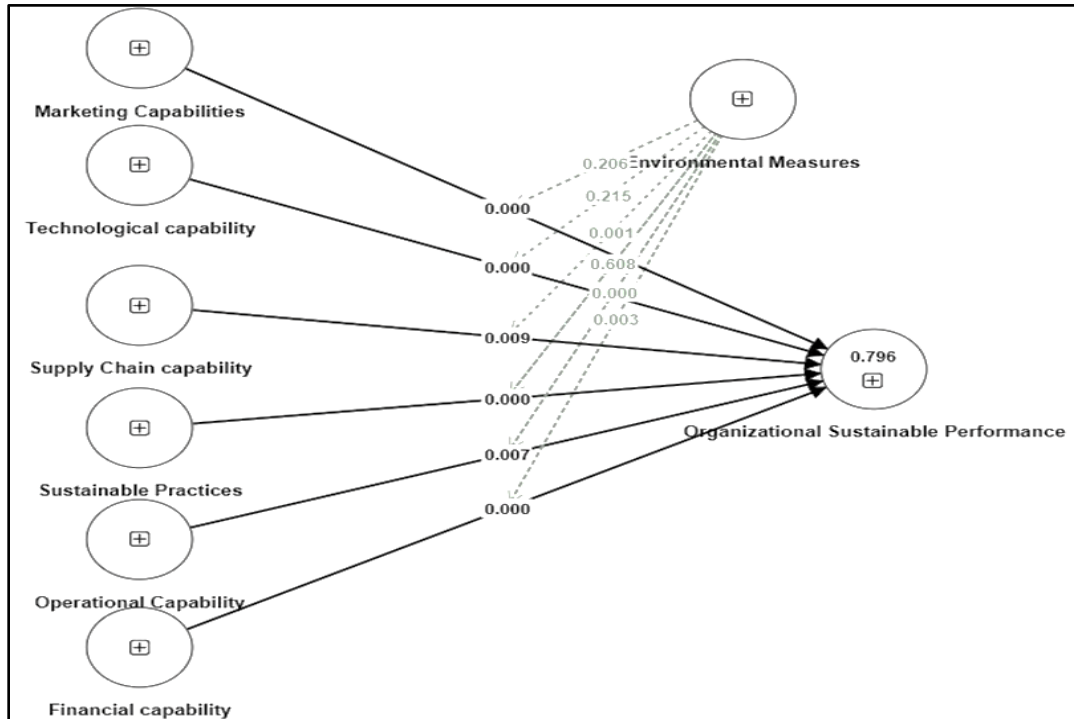 Marketing Capabilities
Environmental Measures
Technological capability
0.206
0.215
0.000
0.001
0.000
0.608
0.000
0.003
Supply Chain capability
0.009
0.796
Sustainable Practices
0.000
Organizational Sustainable Performance
0.007
Operational Capability
0.000
Financial capability